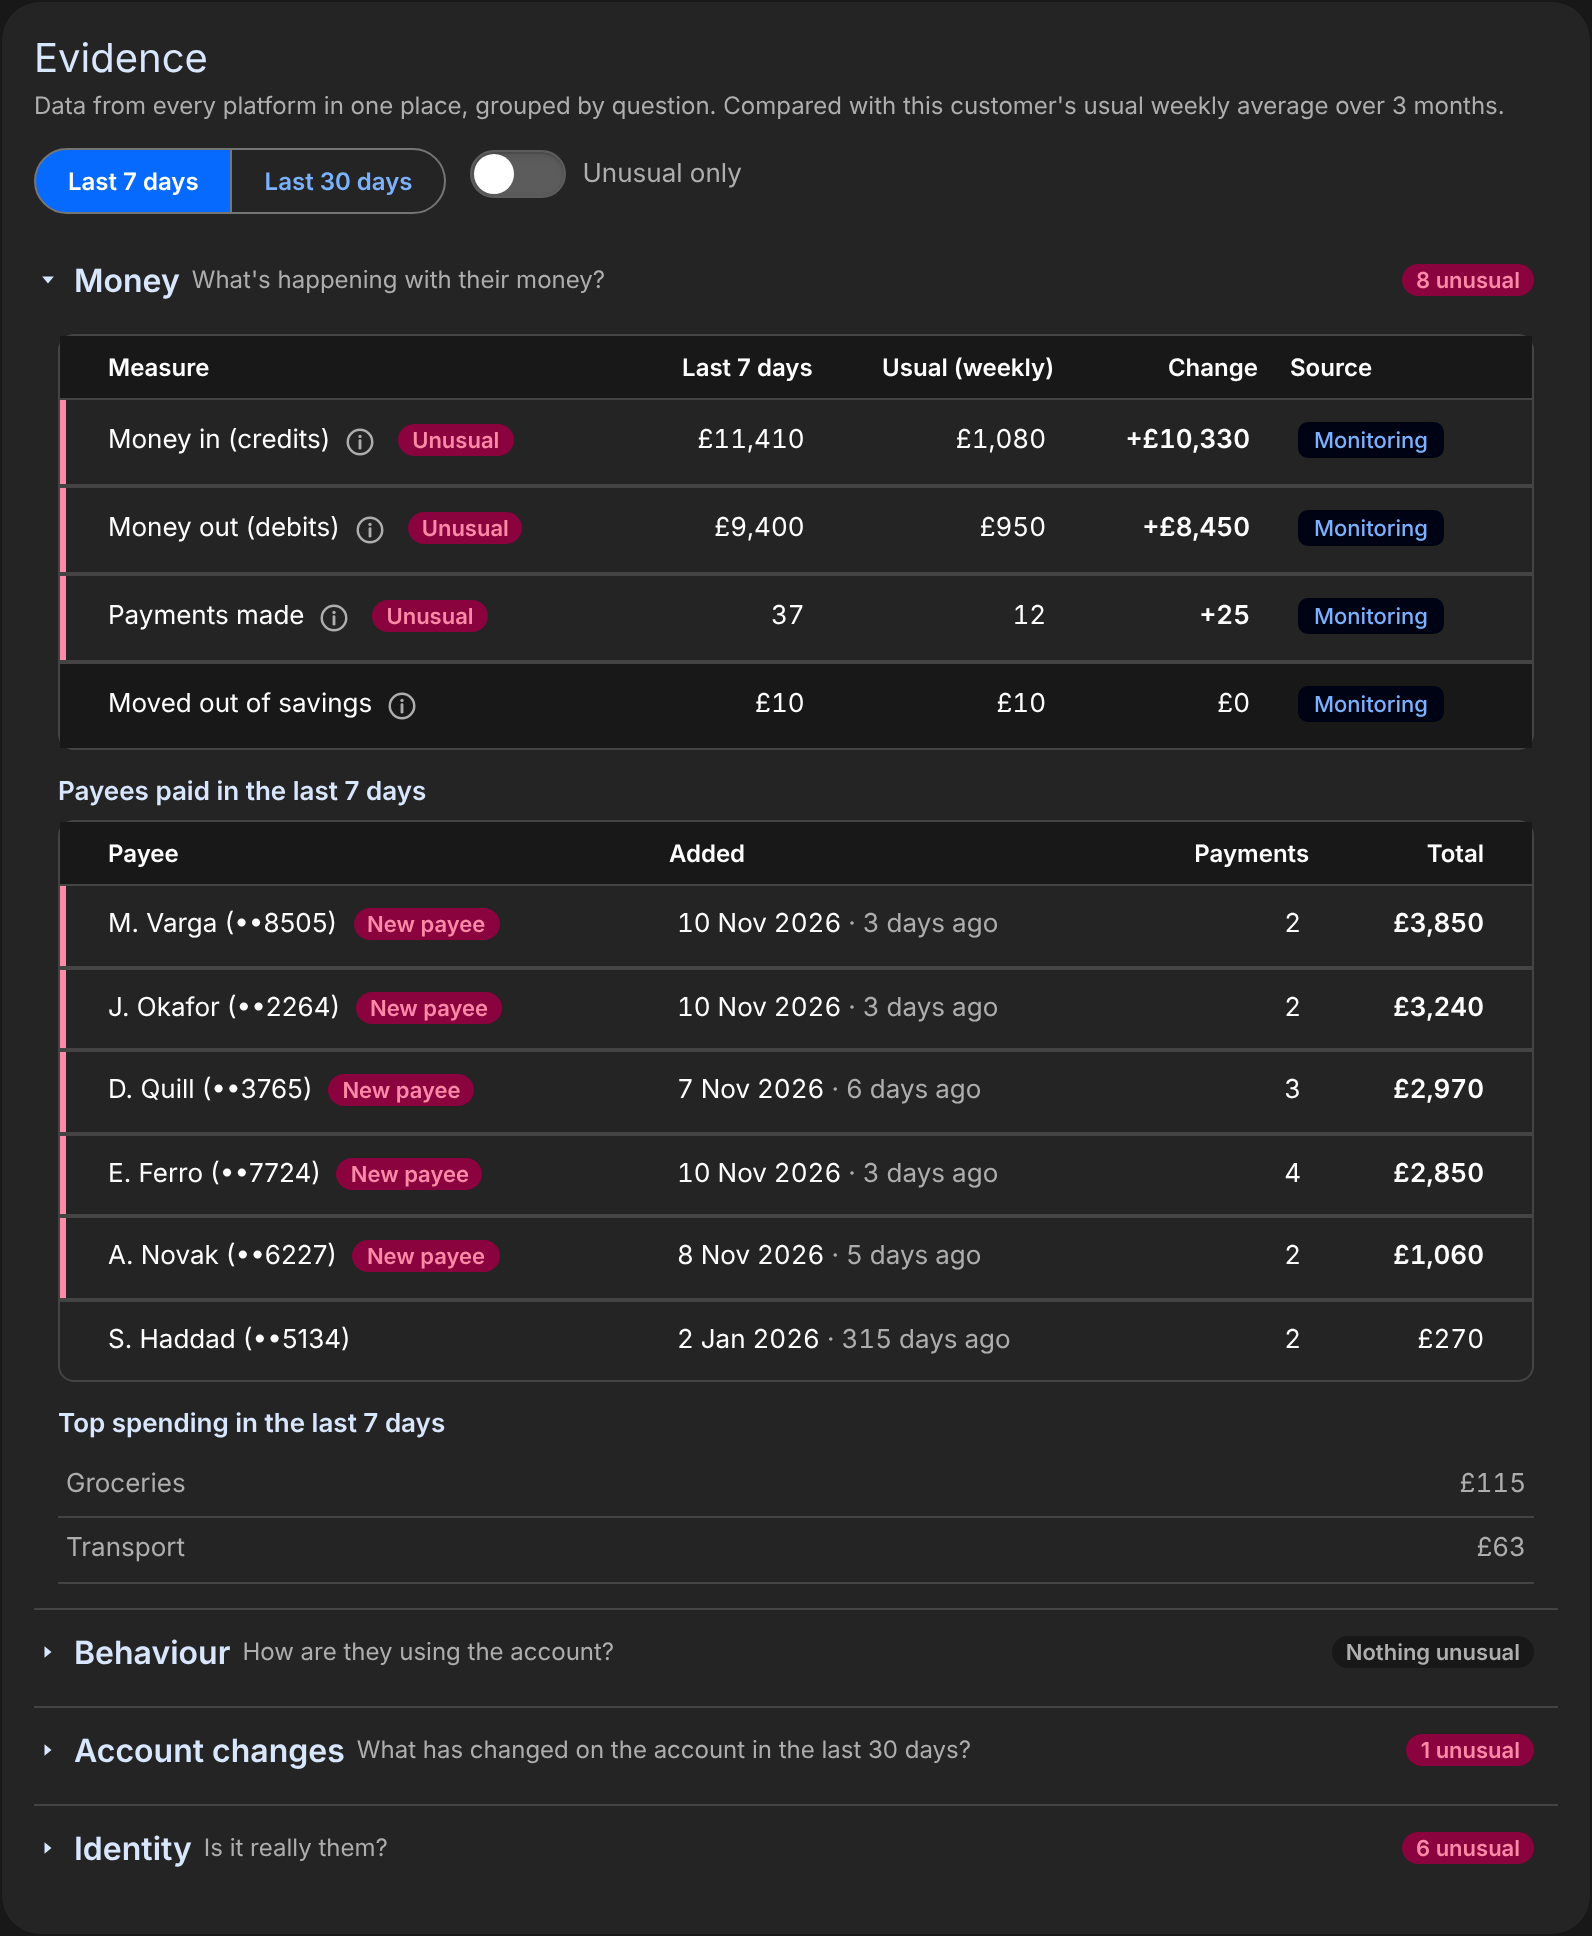 Evidence
Data from every platform in one place, grouped by question. Compared with this customer's usual weekly average over 3 months.
Last 7 days Last 30 days Unusual only
Money What's happening with their money? 8 unusual
Measure Last 7 days Usual (weekly) Change Source
Money in (credits) Unusual £11,410 £1,080 +£10,330 Monitoring
Money out (debits) Unusual £9,400 £950 +£8,450 Monitoring
Payments made Unusual 37 12 +25 Monitoring
Moved out of savings £10 £10 £0 Monitoring
Payees paid in the last 7 days
Payee Added Payments Total
M. Varga (••8505) New payee 10 Nov 2026 · 3 days ago 2 £3,850
J. Okafor (••2264) New payee 10 Nov 2026 · 3 days ago 2 £3,240
D. Quill (••3765) New payee 7 Nov 2026 · 6 days ago 3 £2,970
E. Ferro (••7724) New payee 10 Nov 2026 · 3 days ago 4 £2,850
A. Novak (••6227) New payee 8 Nov 2026 · 5 days ago 2 £1,060
S. Haddad (••5134) 2 Jan 2026 · 315 days ago 2 £270
Top spending in the last 7 days
Groceries £115
Transport £63
Behaviour How are they using the account? Nothing unusual
Account changes What has changed on the account in the last 30 days? 1 unusual
Identity Is it really them? 6 unusual